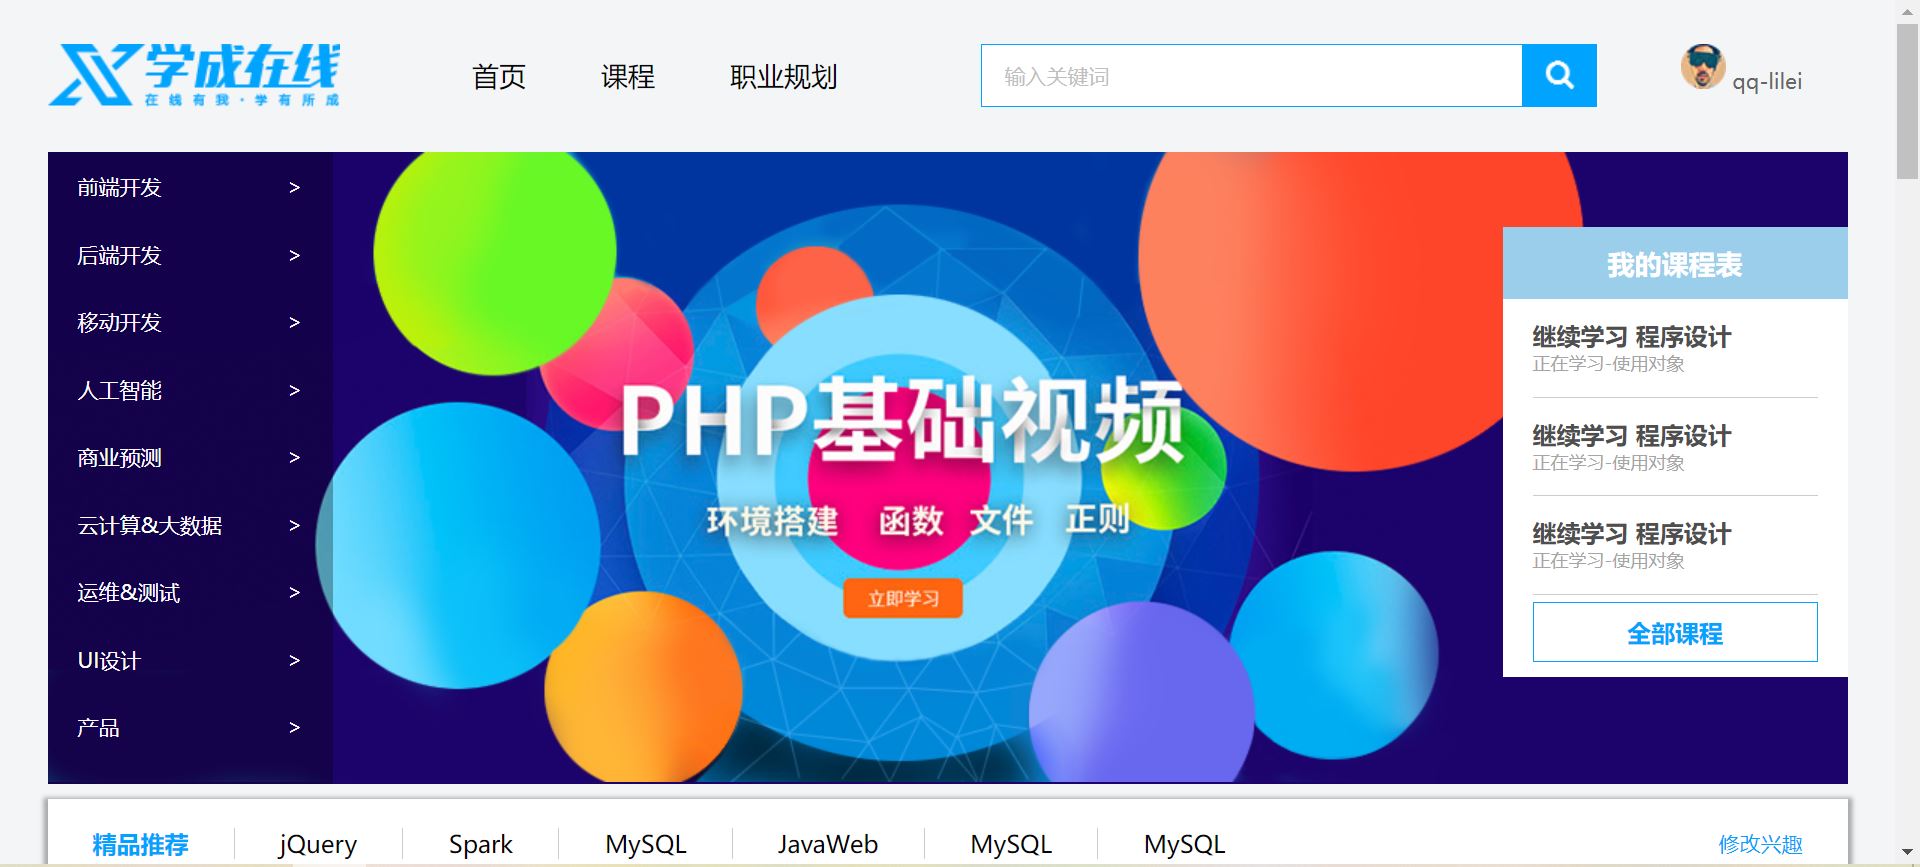 学成在线
在线有我·学有所成
首页 课程 职业规划
输入关键词
qq-lilei
前端开发 >
后端开发 >
移动开发 >
人工智能 >
商业预测 >
云计算&大数据 >
运维&测试 >
UI设计 >
产品 >
PHP基础视频
环境搭建 函数 文件 正则
立即学习
我的课程表
继续学习 程序设计
正在学习-使用对象
继续学习 程序设计
正在学习-使用对象
继续学习 程序设计
正在学习-使用对象
全部课程
精品推荐 jQuery Spark MySQL JavaWeb MySQL MySQL 修改兴趣